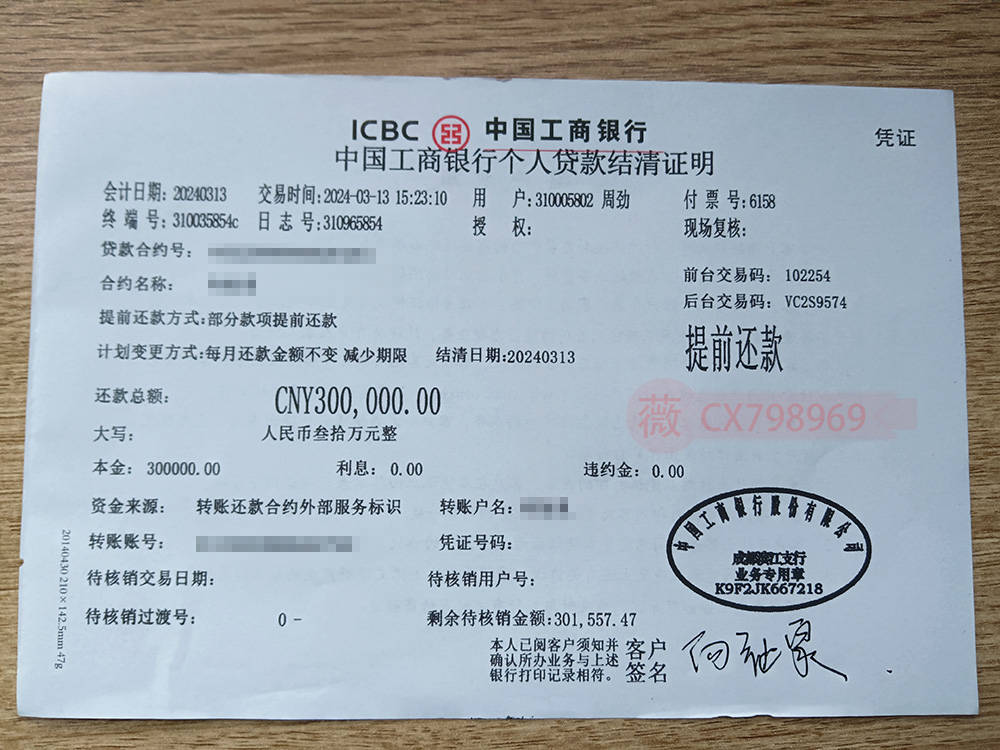 ICBC 中国工商银行
凭证
中国工商银行个人贷款结清证明
会计日期: 20240313 交易时间:2024-03-13 15:23:10 用 户:310005802 周劲 付 票 号:6158
终 端 号: 310035854c 日 志 号:310965854 授 权: 现场复核:
贷款合约号:
合约名称: 前台交易码: 102254
后台交易码: VC2S9574
提前还款方式:部分款项提前还款
提前还款
计划变更方式:每月还款金额不变 减少期限 结清日期:20240313
还款总额: CNY300,000.00
薇 CX798969
大写: 人民币叁拾万元整
本金: 300000.00 利息: 0.00 违约金: 0.00
资金来源: 转账还款合约外部服务标识 转账户名:
转账账号: 凭证号码:
中国工商银行股份有限公司
成都滨江支行
业务专用章
K9F2JK667218
待核销交易日期: 待核销用户号:
待核销过渡号: 0 - 剩余待核销金额:301,557.47
本人已阅客户须知并
确认所办业务与上述
银行打印记录相符。
客户
签名
20140430 210×142.5mm 47g